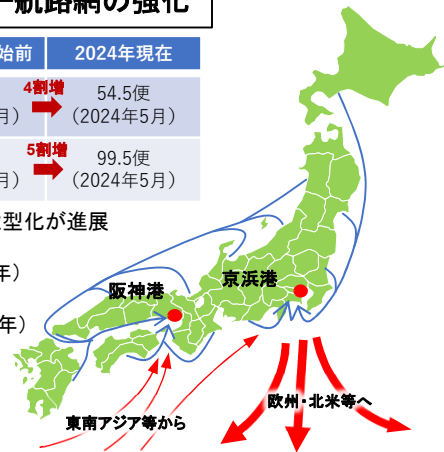 ー航路網の強化
始前
2024年現在
4割増
54.5便
月）
（2024年5月）
5割増
99.5便
月）
（2024年5月）
型化が進展
年）
年）
阪神港
京浜港
東南アジア等から
欧州・北米等へ